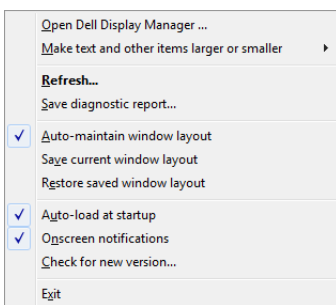 Open Dell Display Manager ...
Make text and other items larger or smaller
Refresh...
Save diagnostic report...
Auto-maintain window layout
Save current window layout
Restore saved window layout
Auto-load at startup
Onscreen notifications
Check for new version...
Exit